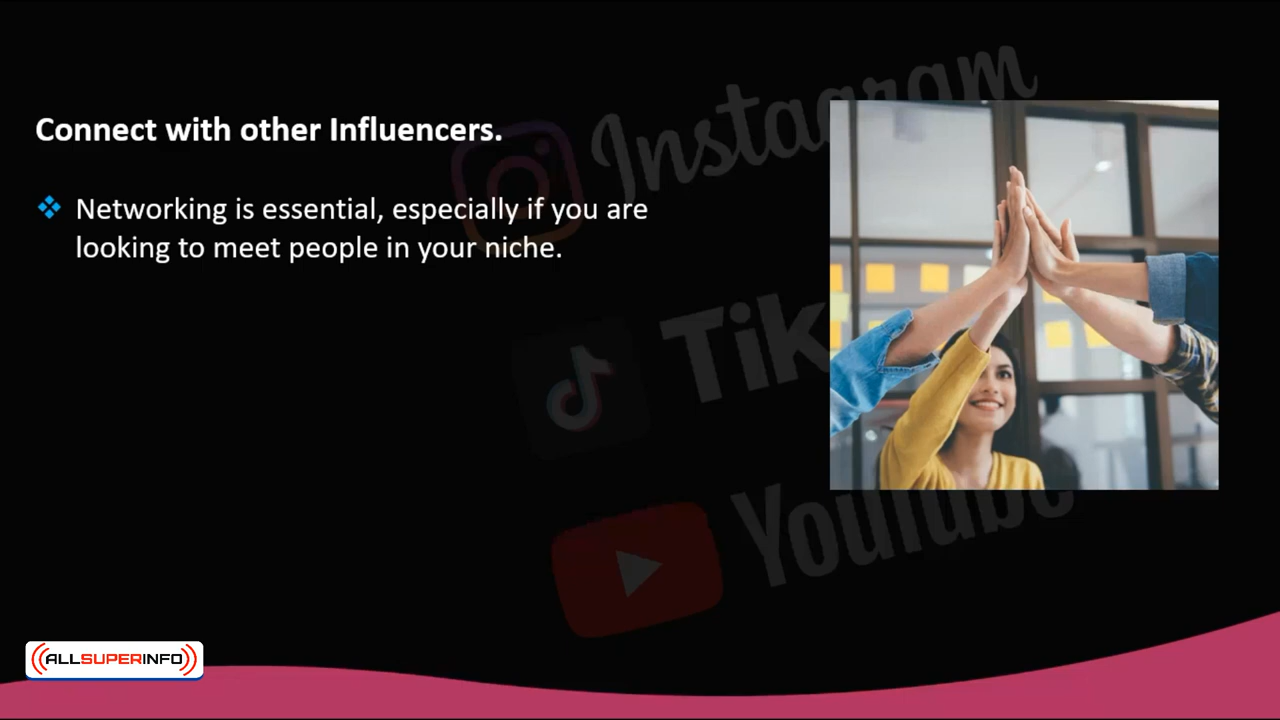 Connect with other Influencers.
Networking is essential, especially if you are
looking to meet people in your niche.
Instagram
TikTok
YouTube
ALLSUPERINFO